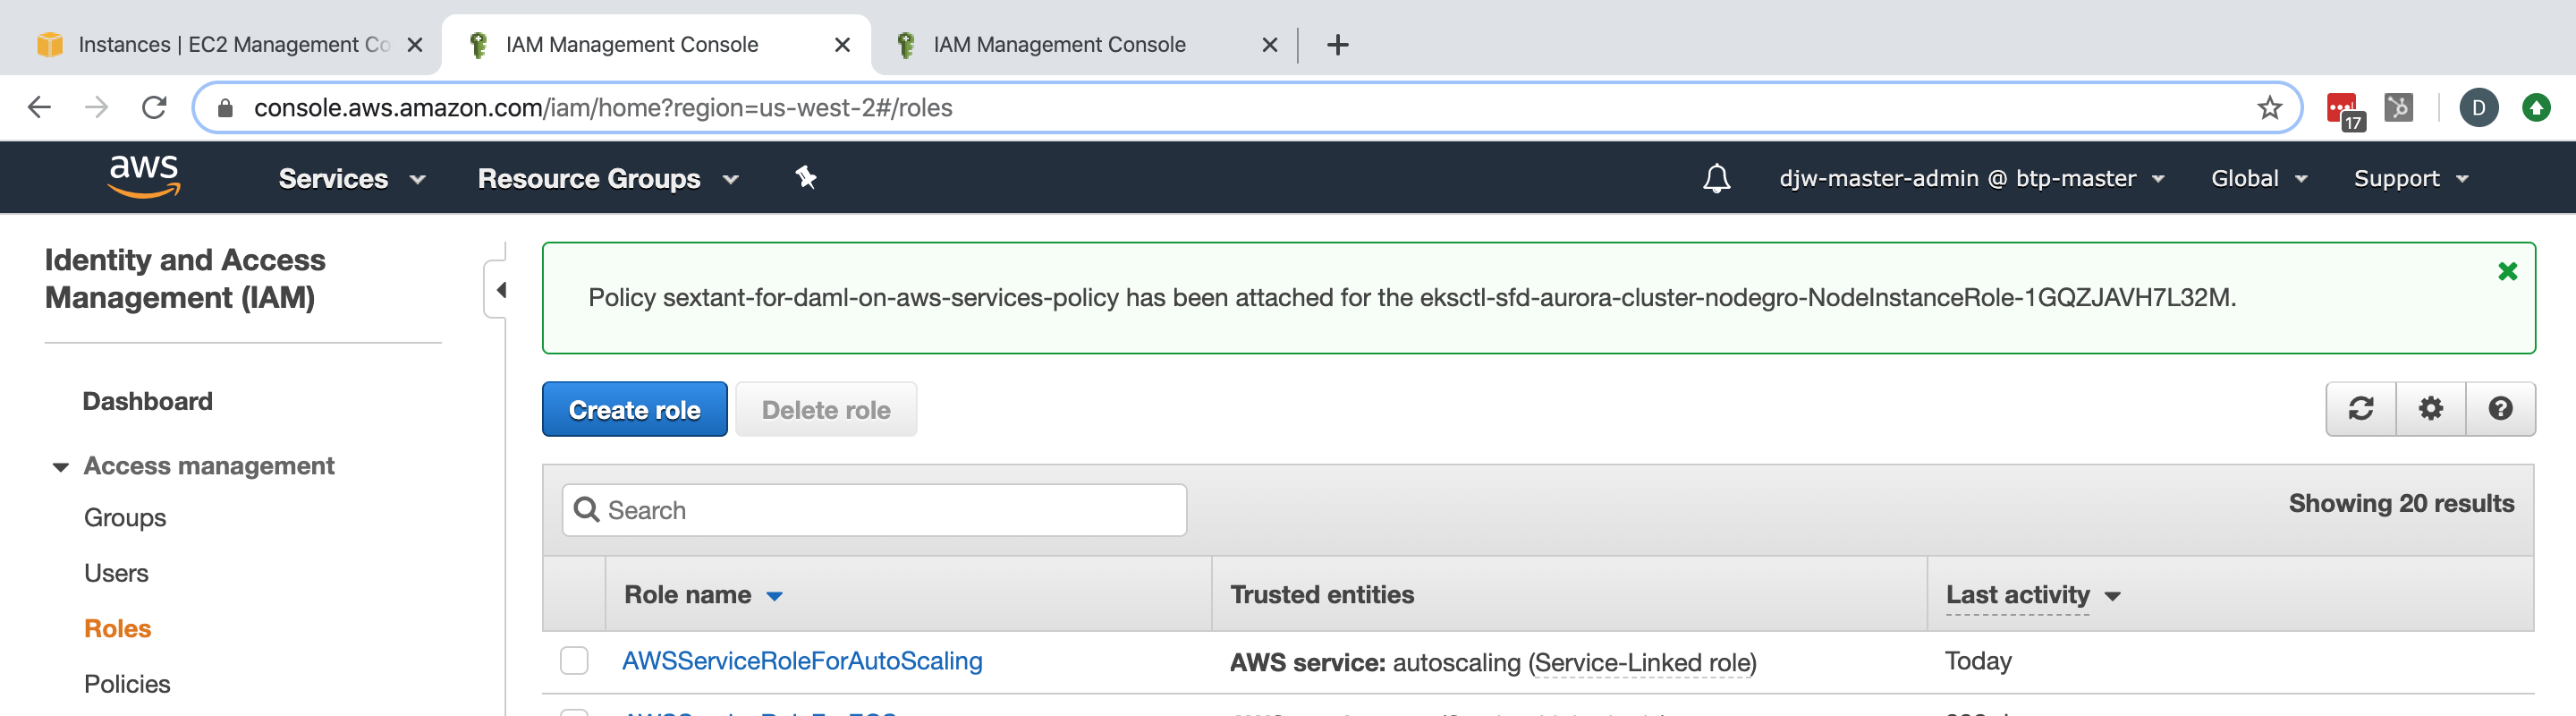 Instances | EC2 Management Co
IAM Management Console
IAM Management Console
console.aws.amazon.com/iam/home?region=us-west-2#/roles
17
D
aws
Services
Resource Groups
djw-master-admin @ btp-master
Global
Support
Identity and Access
Management (IAM)
Policy sextant-for-daml-on-aws-services-policy has been attached for the eksctl-sfd-aurora-cluster-nodegro-NodeInstanceRole-1GQZJAVH7L32M.
Dashboard
Create role
Delete role
Access management
Groups
Users
Roles
Policies
Search
Showing 20 results
Role name
Trusted entities
Last activity
AWSServiceRoleForAutoScaling
AWS service: autoscaling (Service-Linked role)
Today